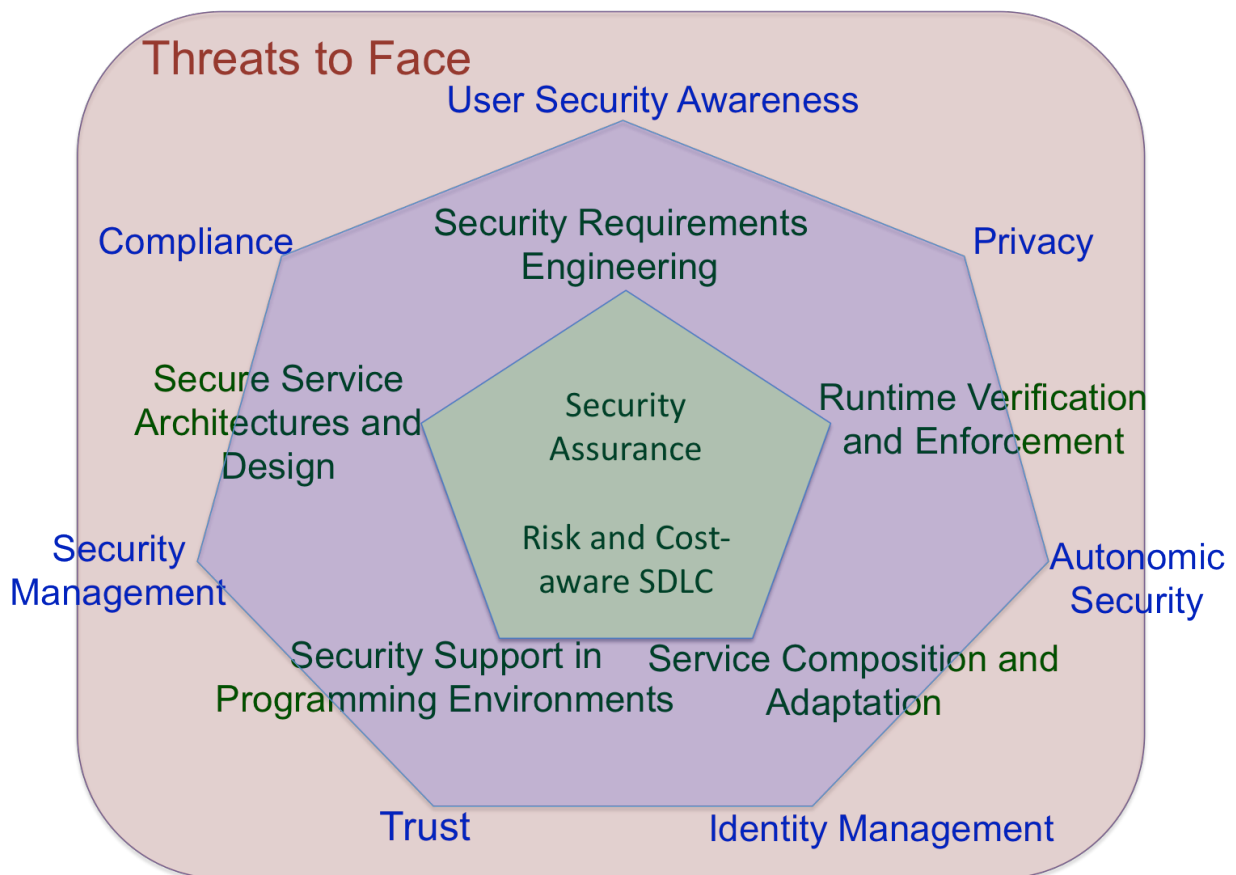 Threats to Face
User Security Awareness
Compliance
Privacy
Security Requirements
Engineering
Secure Service
Architectures and
Design
Security
Assurance
Risk and Cost-
aware SDLC
Runtime Verification
and Enforcement
Security
Management
Autonomic
Security
Security Support in
Programming Environments
Service Composition and
Adaptation
Trust
Identity Management